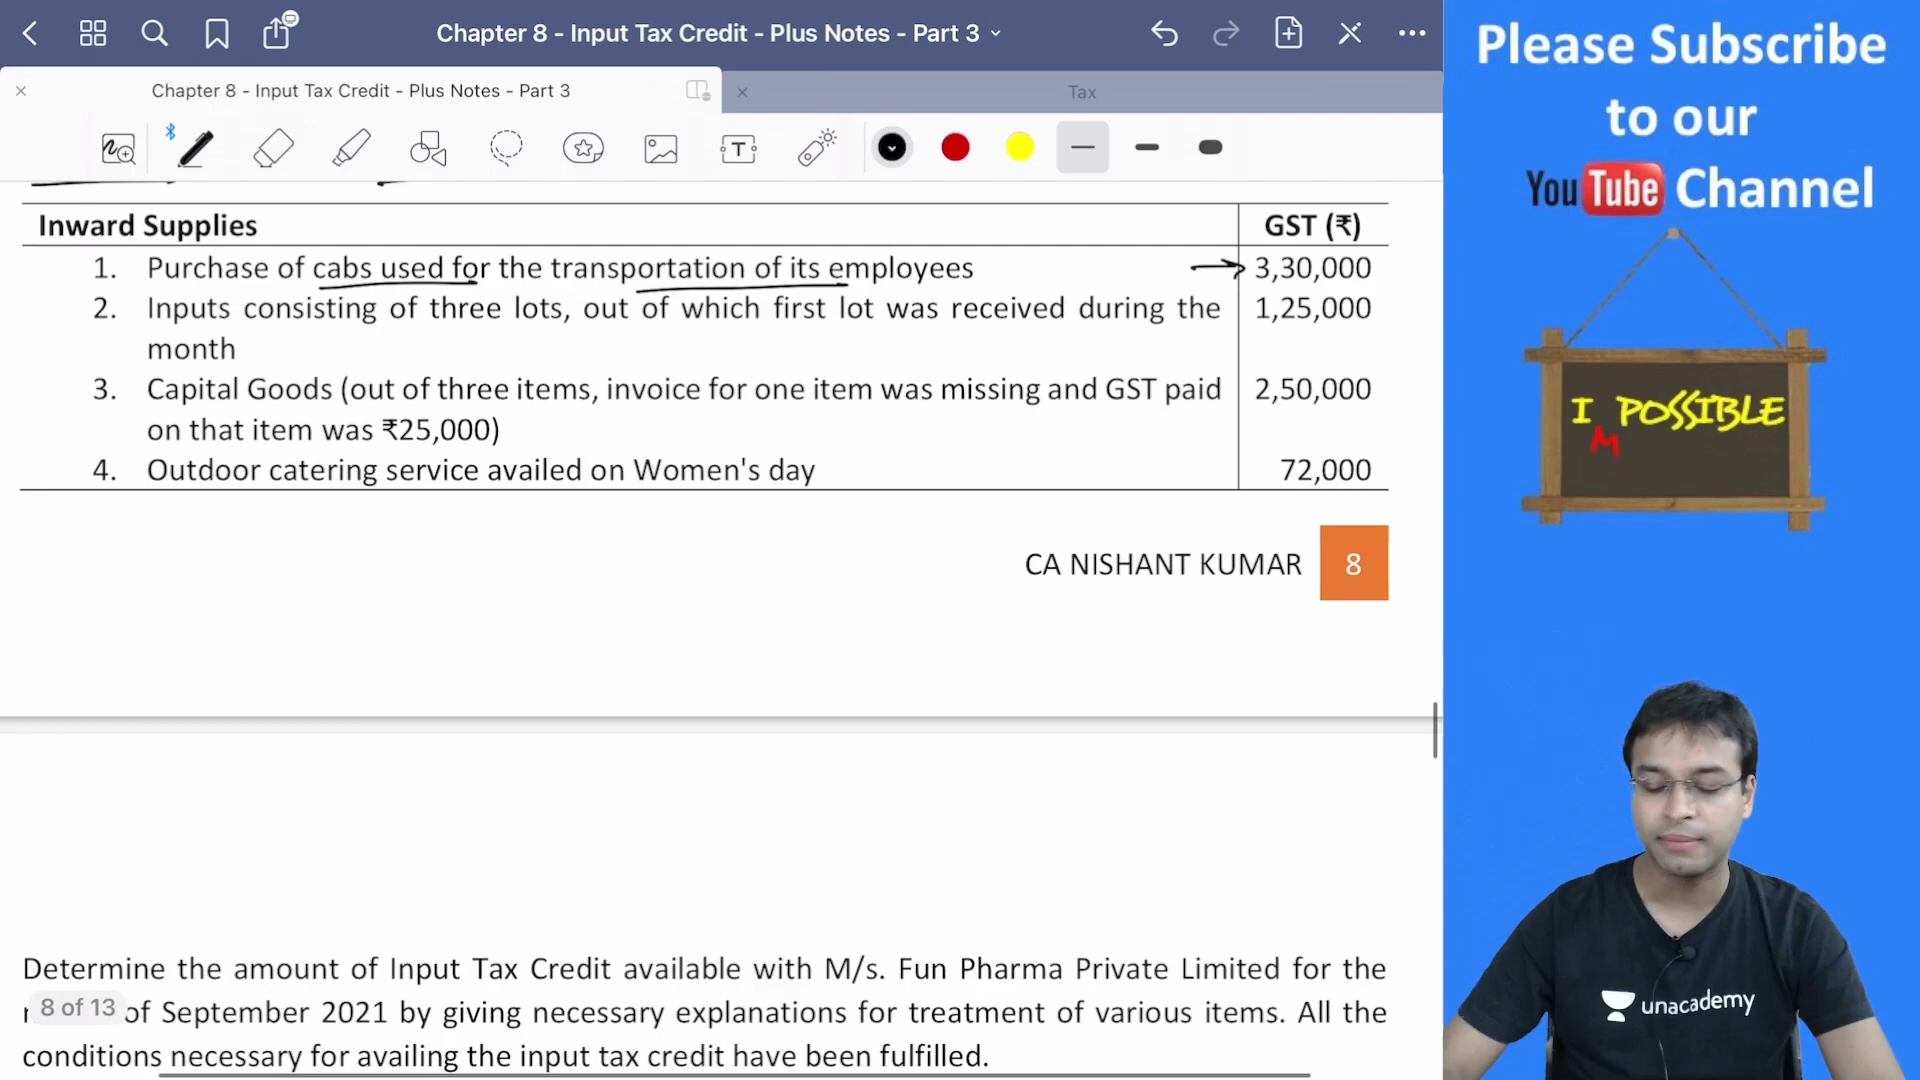 Chapter 8 - Input Tax Credit - Plus Notes - Part 3
Chapter 8 - Input Tax Credit - Plus Notes - Part 3
Tax
Inward Supplies GST (₹)
1. Purchase of cabs used for the transportation of its employees 3,30,000
2. Inputs consisting of three lots, out of which first lot was received during the 1,25,000
month
3. Capital Goods (out of three items, invoice for one item was missing and GST paid 2,50,000
on that item was ₹25,000)
4. Outdoor catering service availed on Women's day 72,000
CA NISHANT KUMAR 8
Determine the amount of Input Tax Credit available with M/s. Fun Pharma Private Limited for the
8 of 13 of September 2021 by giving necessary explanations for treatment of various items. All the
conditions necessary for availing the input tax credit have been fulfilled.
Please Subscribe
to our
YouTube Channel
I POSSIBLE
M
unacademy